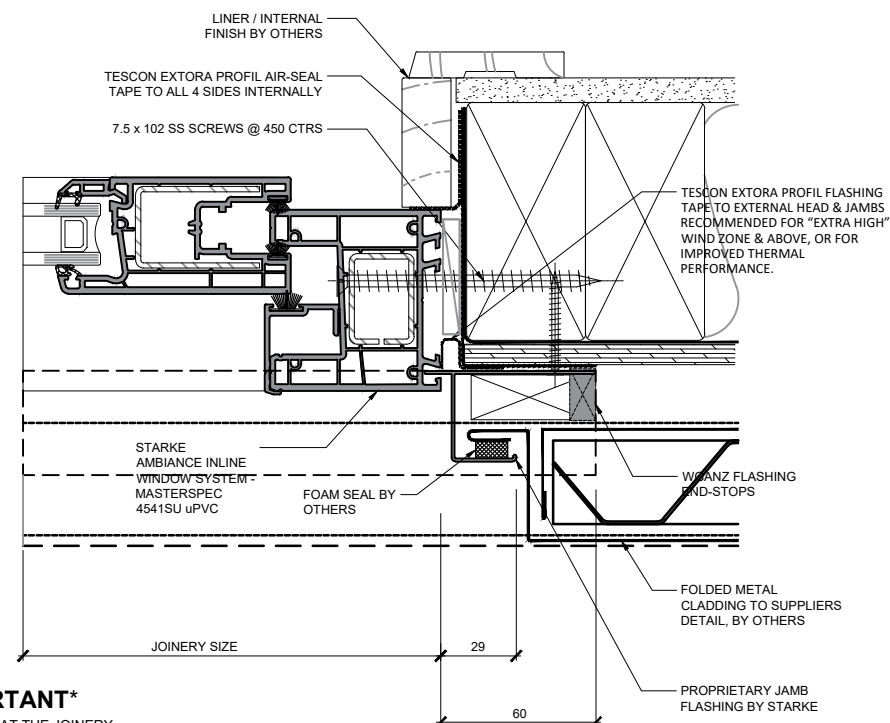 LINER / INTERNAL
FINISH BY OTHERS
TESCON EXTORA PROFIL AIR-SEAL
TAPE TO ALL 4 SIDES INTERNALLY
7.5 x 102 SS SCREWS @ 450 CTRS
TESCON EXTORA PROFIL FLASHING
TAPE TO EXTERNAL HEAD & JAMBS
RECOMMENDED FOR “EXTRA HIGH”
WIND ZONE & ABOVE, OR FOR
IMPROVED THERMAL
PERFORMANCE.
STARKE
AMBIANCE INLINE
WINDOW SYSTEM -
MASTERSPEC
4541SU uPVC
FOAM SEAL BY
OTHERS
WGANZ FLASHING
END-STOPS
FOLDED METAL
CLADDING TO SUPPLIERS
DETAIL, BY OTHERS
JOINERY SIZE
29
PROPRIETARY JAMB
FLASHING BY STARKE
60
RTANT*
AT THE JOINERY